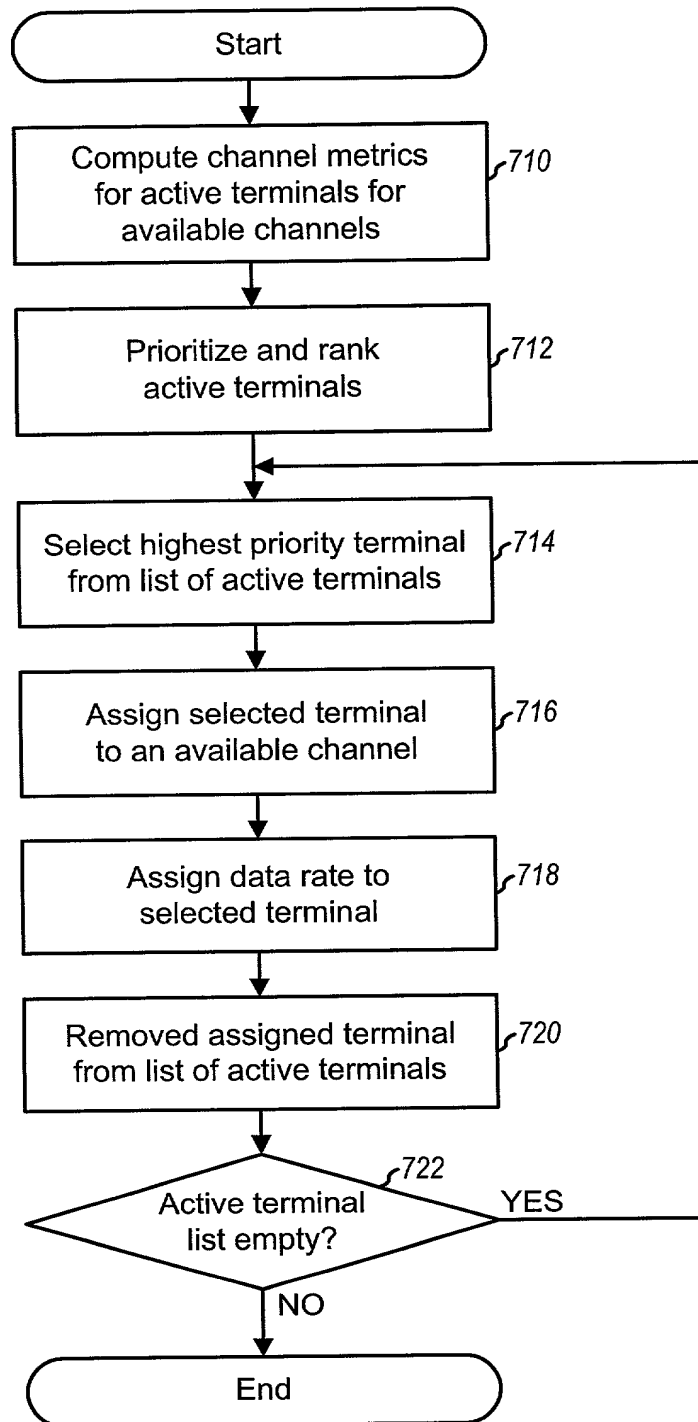 Start
Compute channel metrics
for active terminals for
available channels
710
Prioritize and rank
active terminals
712
Select highest priority terminal
from list of active terminals
714
Assign selected terminal
to an available channel
716
Assign data rate to
selected terminal
718
Removed assigned terminal
from list of active terminals
720
722
Active terminal
list empty?
YES
NO
End